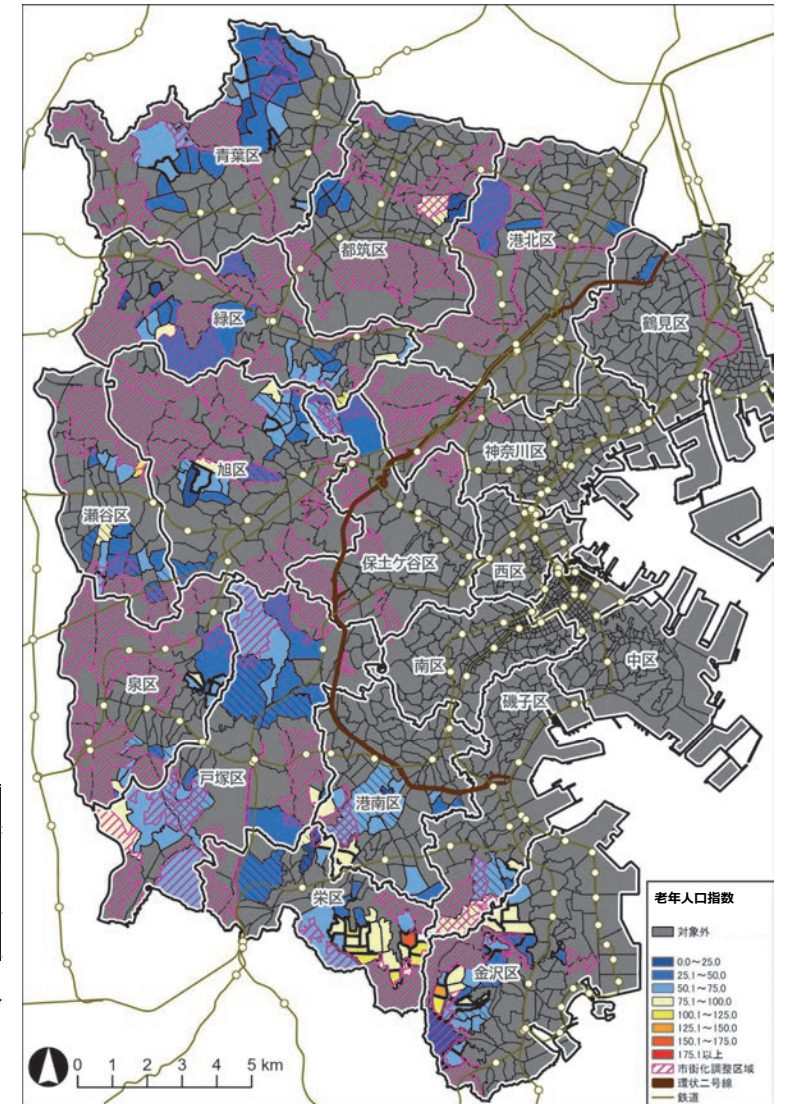 青葉区
都筑区
港北区
緑区
鶴見区
神奈川区
旭区
瀬谷区
保土ケ谷区
西区
中区
南区
泉区
磯子区
戸塚区
港南区
栄区
金沢区
老年人口指数
対象外
0.0～25.0
25.1～50.0
50.1～75.0
75.1～100.0
100.1～125.0
125.1～150.0
150.1～175.0
175.1以上
市街化調整区域
環状二号線
鉄道
0 1 2 3 4 5 km